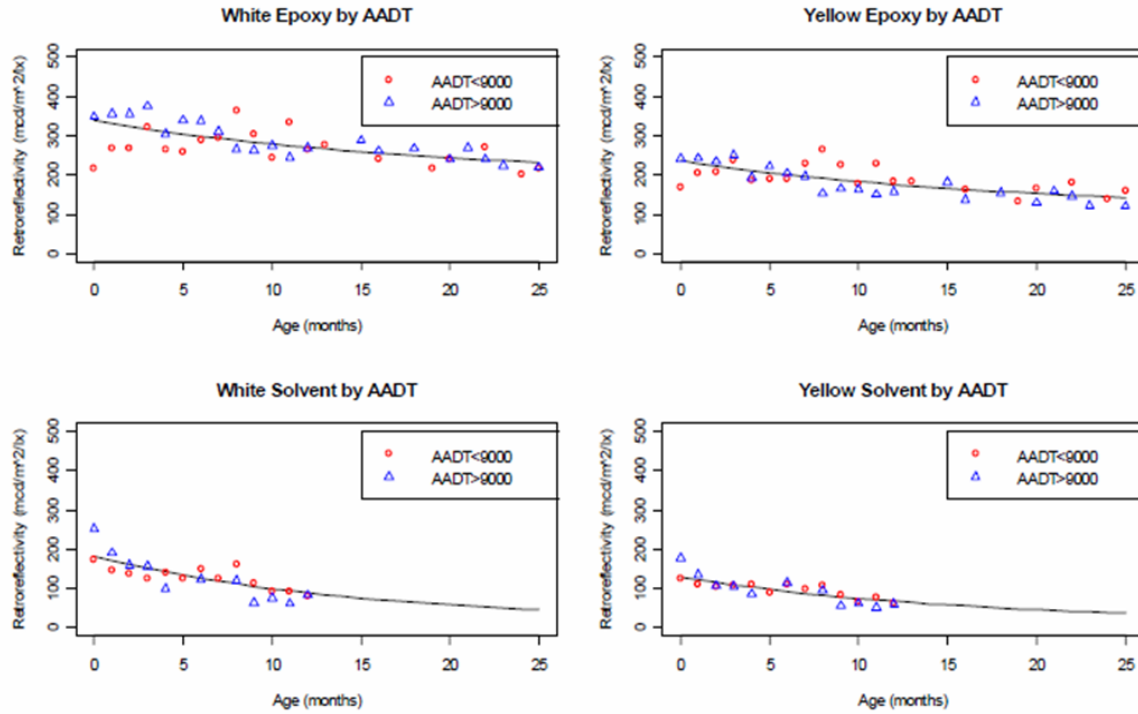 White Epoxy by AADT
Retroreflectivity (mcd/m^2/lx)
500
400
300
200
100
0
AADT<9000
AADT>9000
0 5 10 15 20 25
Age (months)
Yellow Epoxy by AADT
Retroreflectivity (mcd/m^2/lx)
500
400
300
200
100
0
AADT<9000
AADT>9000
0 5 10 15 20 25
Age (months)
White Solvent by AADT
Retroreflectivity (mcd/m^2/lx)
500
400
300
200
100
0
AADT<9000
AADT>9000
0 5 10 15 20 25
Age (months)
Yellow Solvent by AADT
Retroreflectivity (mcd/m^2/lx)
500
400
300
200
100
0
AADT<9000
AADT>9000
0 5 10 15 20 25
Age (months)